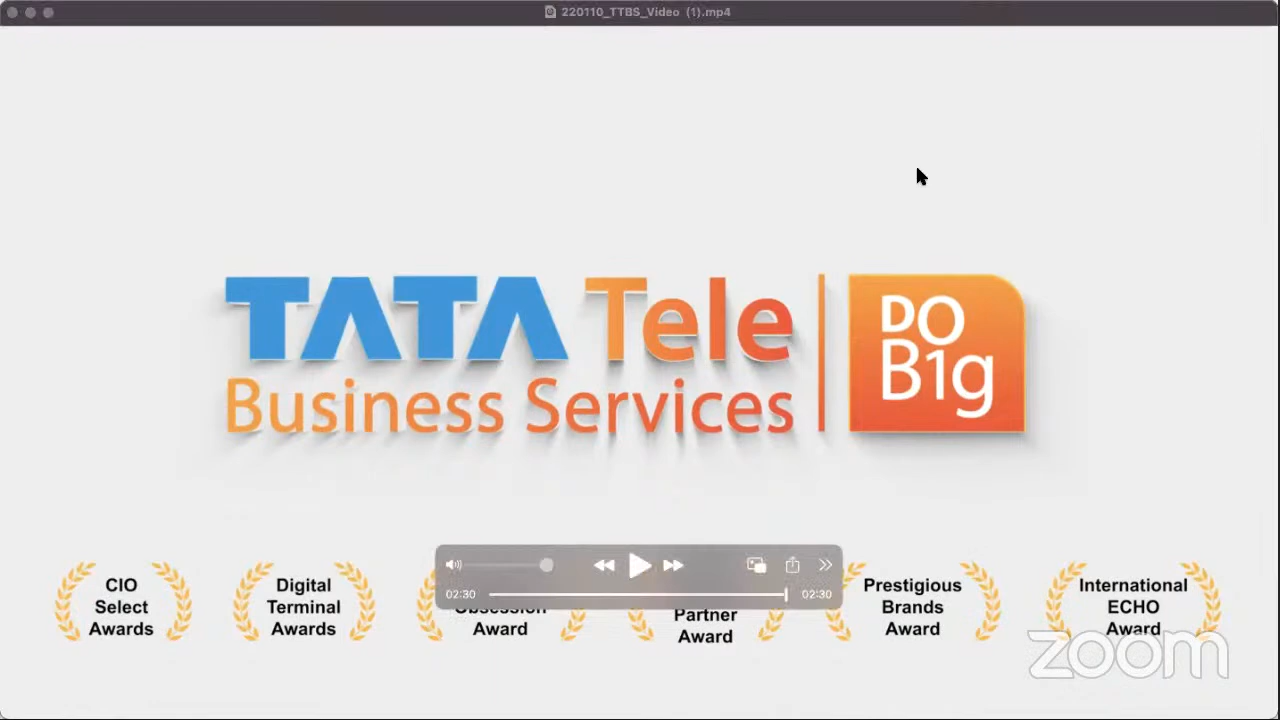 220110_TTBS_Video (1).mp4
TATA Tele
Business Services
DO
B1g
02:30
02:30
CIO
Select
Awards
Digital
Terminal
Awards
Obsession
Award
Partner
Award
Prestigious
Brands
Award
International
ECHO
Award
zoom